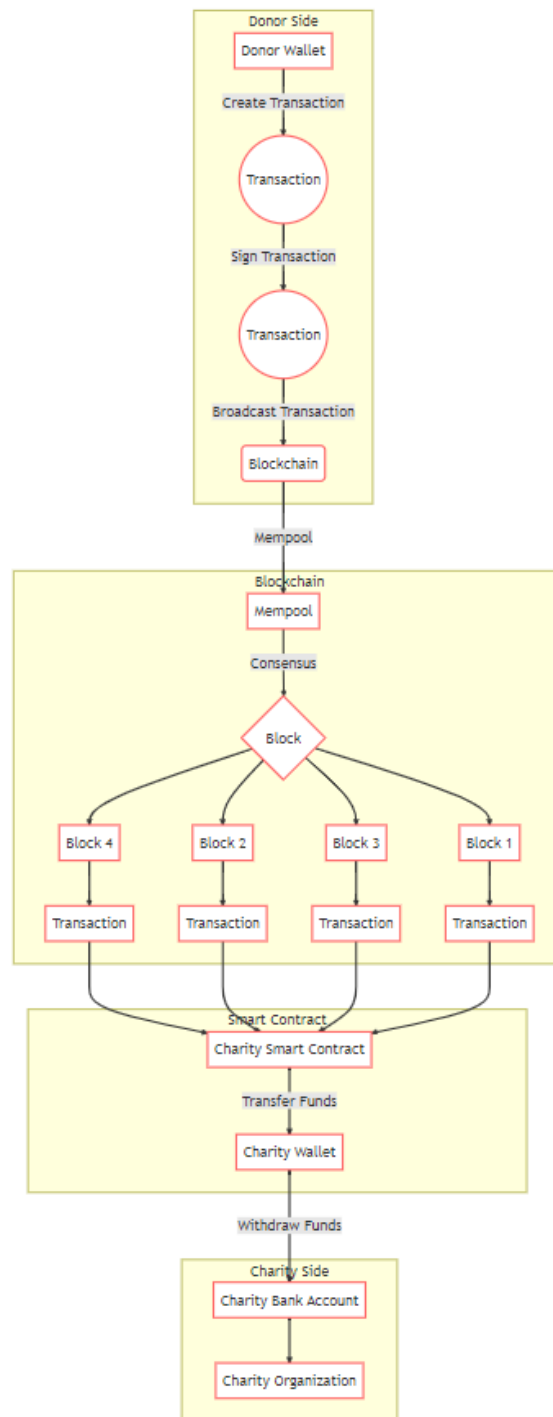 Donor Side
Donor Wallet
Create Transaction
Transaction
Sign Transaction
Transaction
Broadcast Transaction
Blockchain
Mempool
Blockchain
Mempool
Consensus
Block
Block 4
Block 2
Block 3
Block 1
Transaction
Transaction
Transaction
Transaction
Smart Contract
Charity Smart Contract
Transfer Funds
Charity Wallet
Withdraw Funds
Charity Side
Charity Bank Account
Charity Organization